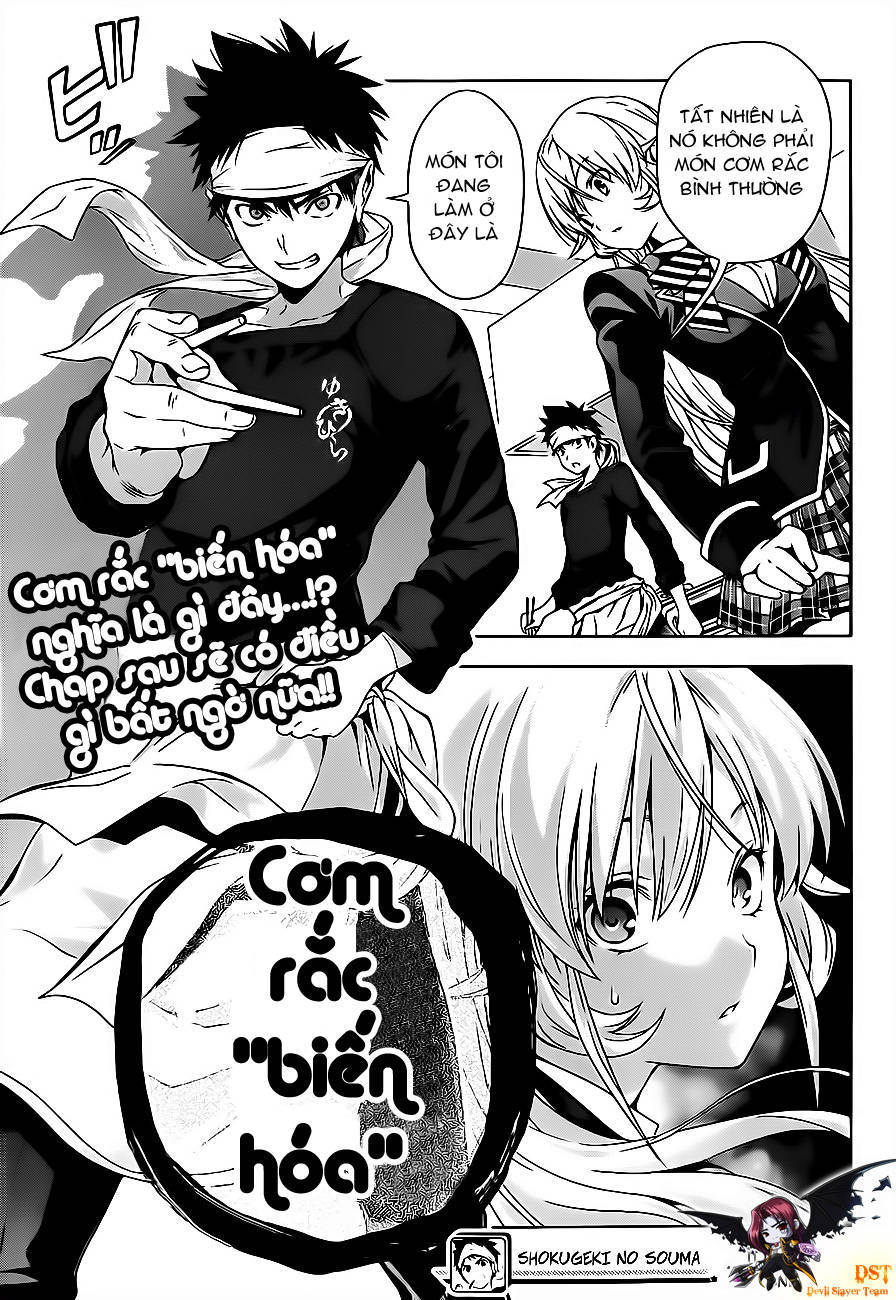 TẤT NHIÊN LÀ
NÓ KHÔNG PHẢI
MÓN CƠM RẮC
BÌNH THƯỜNG
MÓN TÔI
ĐANG
LÀM Ở
ĐÂY LÀ
ビッ
ゆきひら
Cơm rắc "biến hóa"
nghĩa là gì đây...!?
Chap sau sẽ có điều
gì bất ngờ nữa!!
Cơm
rắc
"biến
hóa"
SHOKUGEKI NO SOUMA
DST
Devil Slayer Team